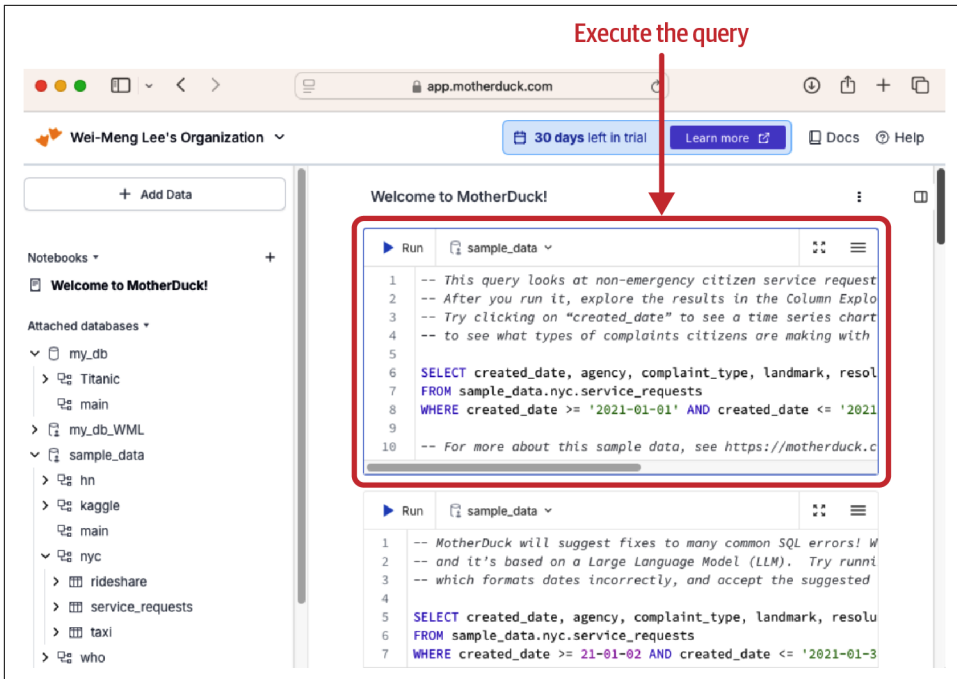 Execute the query
app.motherduck.com
Wei-Meng Lee's Organization
30 days left in trial
Learn more
Docs
Help
+ Add Data
Notebooks
+
Welcome to MotherDuck!
Attached databases
my_db
Titanic
main
my_db_WML
sample_data
hn
kaggle
main
nyc
rideshare
service_requests
taxi
who
Welcome to MotherDuck!
Run sample_data
1 -- This query looks at non-emergency citizen service request
2 -- After you run it, explore the results in the Column Explo
3 -- Try clicking on “created_date” to see a time series chart
4 -- to see what types of complaints citizens are making with
5
6 SELECT created_date, agency, complaint_type, landmark, resol
7 FROM sample_data.nyc.service_requests
8 WHERE created_date >= '2021-01-01' AND created_date <= '2021
9
10 -- For more about this sample data, see https://motherduck.c
Run sample_data
1 -- MotherDuck will suggest fixes to many common SQL errors! W
2 -- and it's based on a Large Language Model (LLM). Try runni
3 -- which formats dates incorrectly, and accept the suggested
4
5 SELECT created_date, agency, complaint_type, landmark, resolu
6 FROM sample_data.nyc.service_requests
7 WHERE created_date >= 21-01-02 AND created_date <= '2021-01-3